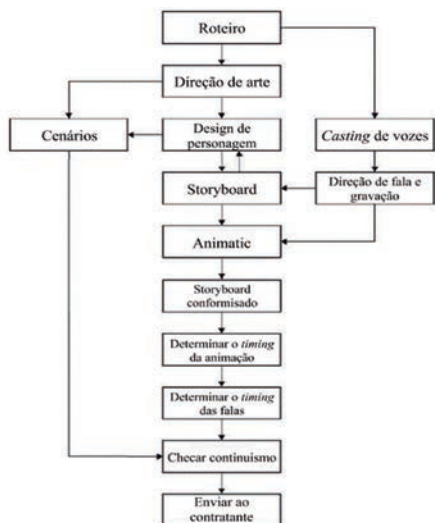 Roteiro
Direção de arte
Cenários
Design de
personagem
Casting de vozes
Storyboard
Direção de fala e
gravação
Animatic
Storyboard
conformisado
Determinar o timing
da animação
Determinar o timing
das falas
Checar continuismo
Enviar ao
contratante